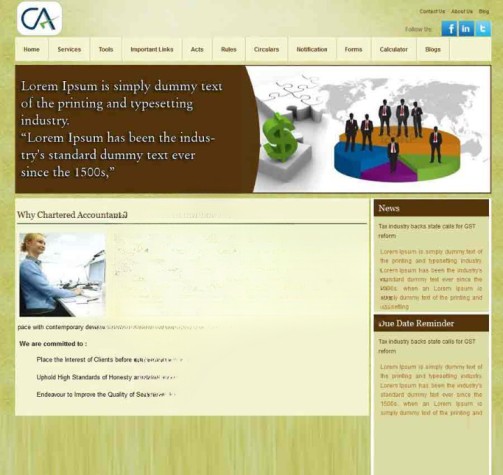 CA
Contact Us About Us Blog
Follow Us
Home Services Tools Important Links Acts Rules Circulars Notification Forms Calculator Blogs
Lorem Ipsum is simply dummy text
of the printing and typesetting
industry.
“Lorem Ipsum has been the indus-
try's standard dummy text ever
since the 1500s,”
Why Chartered Accountant?
pace with contemporary
We are committed to :
Place the Interest of Clients before
Uphold High Standards of Honesty
Endeavour to Improve the Quality of
News
Tax industry backs state calls for GST
reform
Lorem Ipsum is simply dummy text of
the printing and typesetting industry.
Lorem Ipsum has been the industry's
standard dummy text ever since the
1500s, when an Lorem Ipsum is
simply dummy text of the printing and
typesetting
Due Date Reminder
Tax industry backs state calls for GST
reform
Lorem Ipsum is simply dummy text of
the printing and typesetting industry.
Lorem Ipsum has been the industry's
standard dummy text ever since the
1500s, when an Lorem Ipsum is
simply dummy text of the printing and